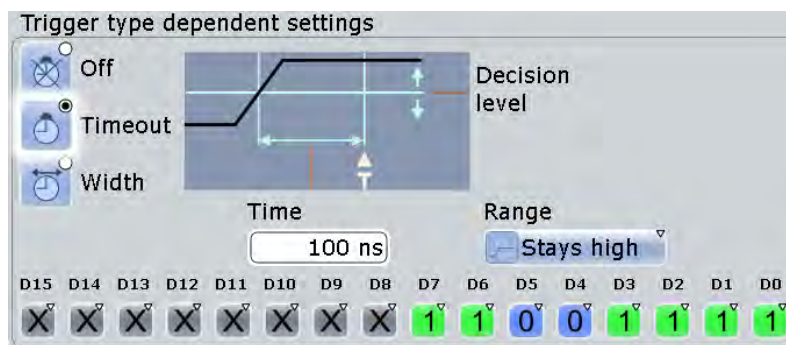 Trigger type dependent settings
Off
Timeout
Width
Decision
level
T
Time
Range
100 ns
Stays high
D15 D14 D13 D12 D11 D10 D9 D8 D7 D6 D5 D4 D3 D2 D1 D0
X X X X X X X X 1 1 0 0 1 1 1 1